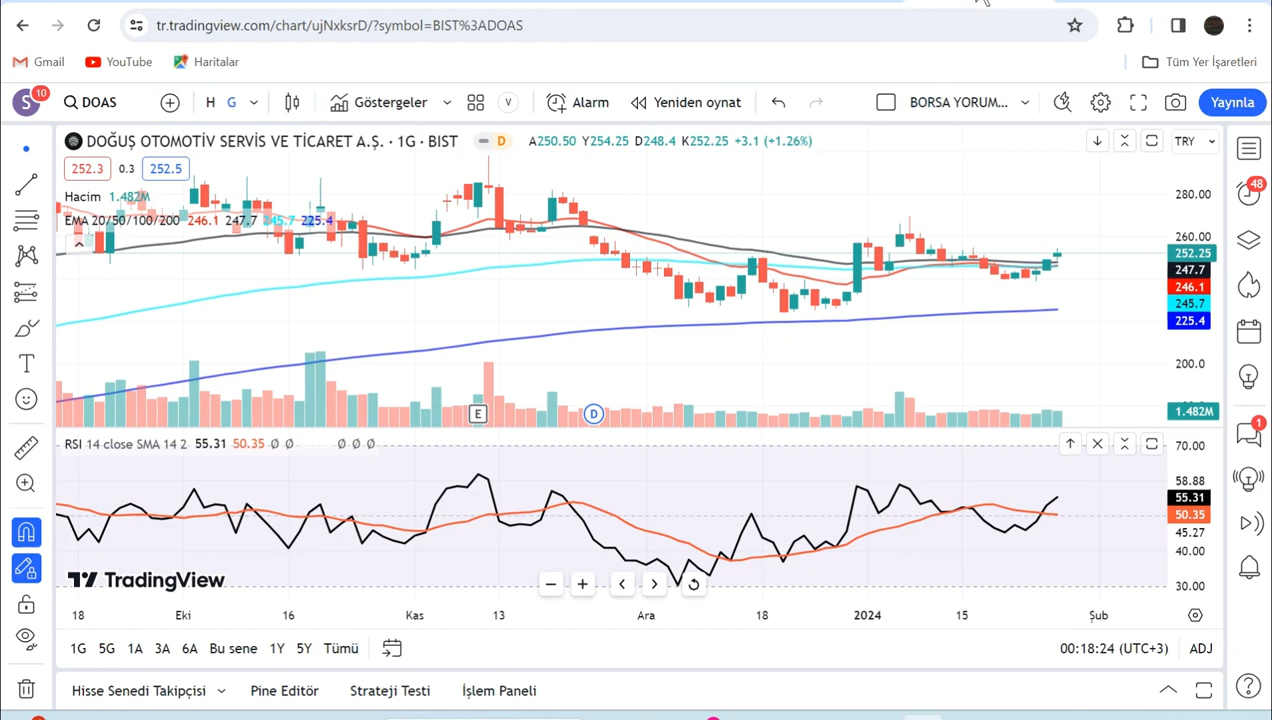 tr.tradingview.com/chart/ujNxksrD/?symbol=BIST%3ADOAS
Gmail YouTube Haritalar Tüm Yer İşaretleri
S 10 DOAS H G Göstergeler V Alarm Yeniden oynat BORSA YORUM... Yayınla
DOĞUŞ OTOMOTİV SERVİS VE TİCARET A.Ş. · 1G · BIST D A250.50 Y254.25 D248.4 K252.25 +3.1 (+1.26%) TRY
252.3 0.3 252.5
48
280.00
Hacim 1.482M
EMA 20/50/100/200 246.1 247.7 245.7 225.4
260.00
252.25
247.7
246.1
245.7
225.4
200.0
E D 1.482M
RSI 14 close SMA 14 2 55.31 50.35 Ø Ø Ø Ø Ø
70.00
1
58.88
55.31
50.35
45.27
40.00
TradingView
30.00
18 Eki 16 Kas 13 Ara 18 2024 15 Şub
1G 5G 1A 3A 6A Bu sene 1Y 5Y Tümü 00:18:24 (UTC+3) ADJ
Hisse Senedi Takipçisi Pine Editör Strateji Testi İşlem Paneli